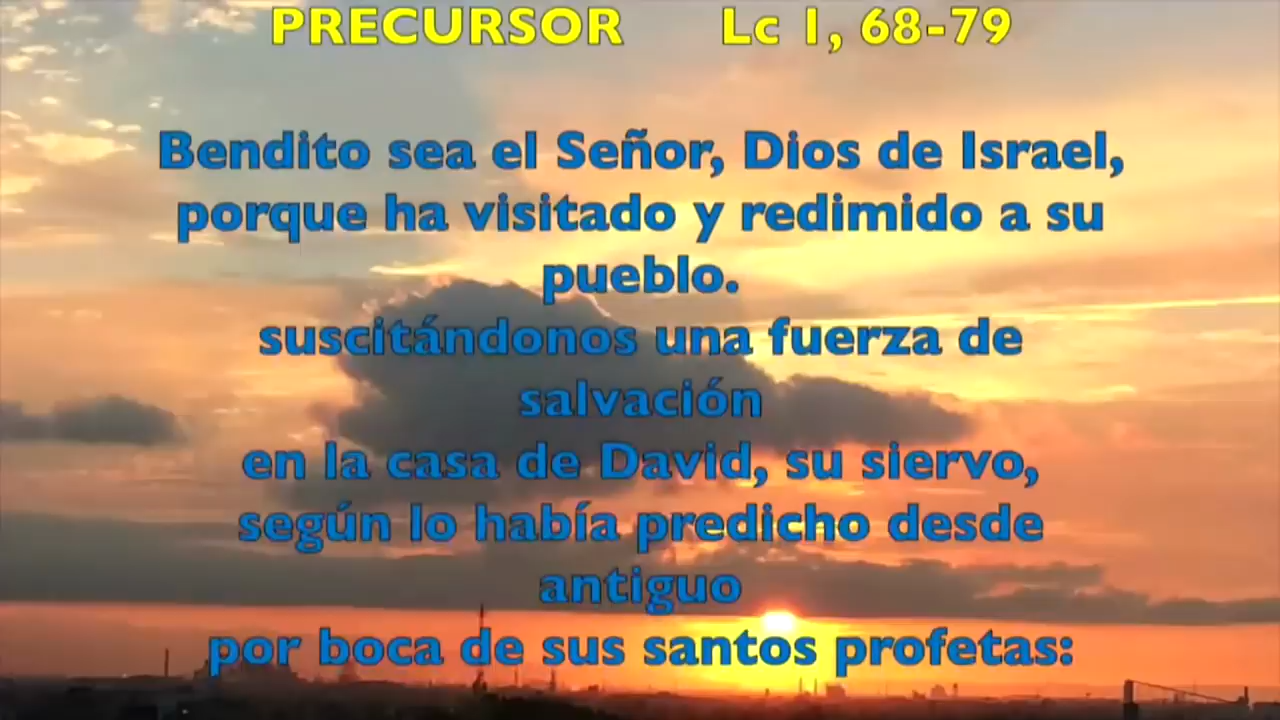 PRECURSOR Lc 1, 68-79
Bendito sea el Señor, Dios de Israel,
porque ha visitado y redimido a su
pueblo.
suscitándonos una fuerza de
salvación
en la casa de David, su siervo,
según lo había predicho desde
antiguo
por boca de sus santos profetas: